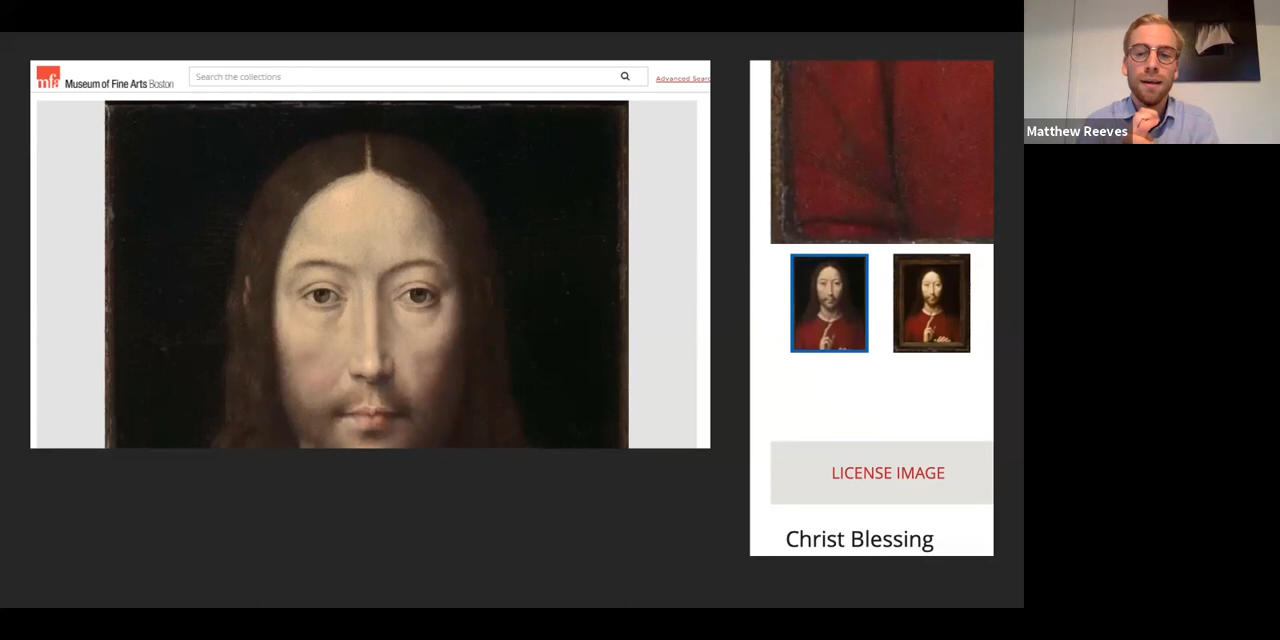 mfa Museum of Fine Arts Boston
Search the collections
Advanced Searc
LICENSE IMAGE
Christ Blessing
Matthew Reeves